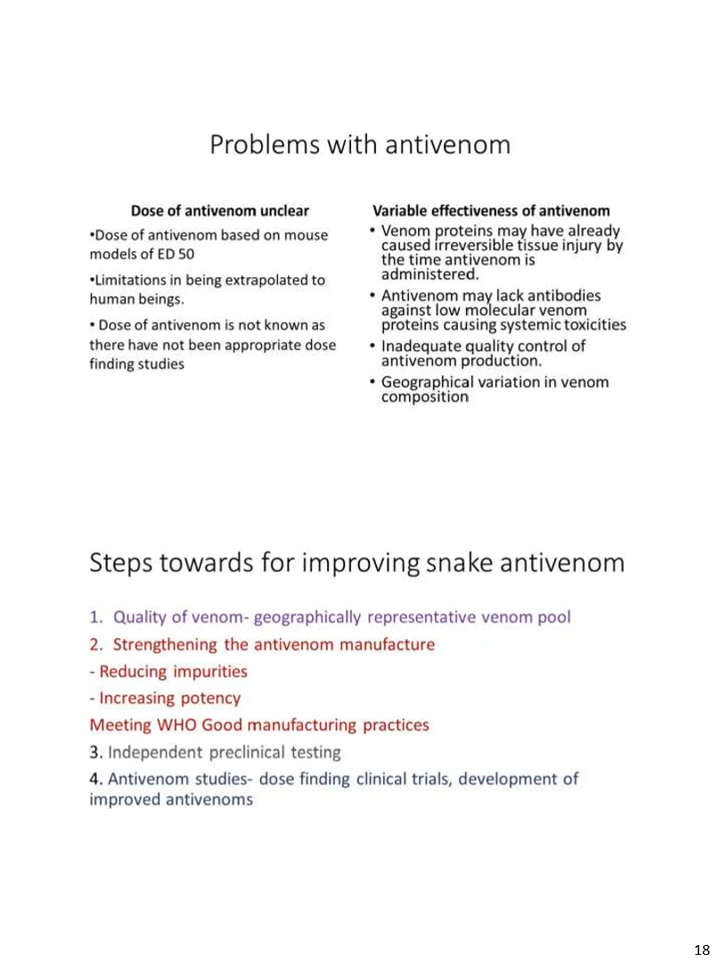 Problems with antivenom
Dose of antivenom unclear
•Dose of antivenom based on mouse
models of ED 50
•Limitations in being extrapolated to
human beings.
• Dose of antivenom is not known as
there have not been appropriate dose
finding studies
Variable effectiveness of antivenom
• Venom proteins may have already
caused irreversible tissue injury by
the time antivenom is
administered.
• Antivenom may lack antibodies
against low molecular venom
proteins causing systemic toxicities
• Inadequate quality control of
antivenom production.
• Geographical variation in venom
composition
Steps towards for improving snake antivenom
1. Quality of venom- geographically representative venom pool
2. Strengthening the antivenom manufacture
- Reducing impurities
- Increasing potency
Meeting WHO Good manufacturing practices
3. Independent preclinical testing
4. Antivenom studies- dose finding clinical trials, development of
improved antivenoms
18